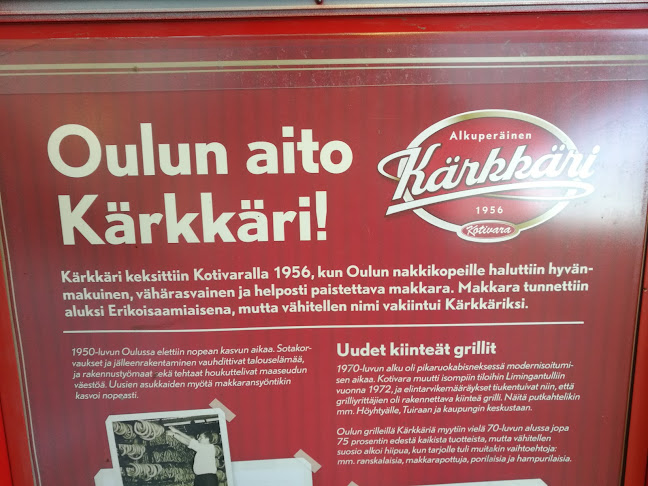 Oulun aito
Kärkkäri!
Alkuperäinen
Kärkkäri
1956
Kotivara
Kärkkäri keksittiin Kotivaralla 1956, kun Oulun nakkikopeille haluttiin hyvän-
makuinen, vähärasvainen ja helposti paistettava makkara. Makkara tunnettiin
aluksi Erikoisaamiaisena, mutta vähitellen nimi vakiintui Kärkkäriksi.
1950-luvun Oulussa elettiin nopean kasvun aikaa. Sotakor-
vaukset ja jälleenrakentaminen vauhdittivat talouselämää,
ja rakennustyömaat sekä tehtaat houkuttelivat maaseudun
väestöä. Uusien asukkaiden myötä makkaransyöntikin
kasvoi nopeasti.
Uudet kiinteät grillit
1970-luvun alku oli pikaruokabisneksessä modernisoitumi-
sen aikaa. Kotivara muutti isompiin tiloihin Limingantulliin
vuonna 1972, ja elintarvikemääräykset tiukentuivat niin, että
grilliyrittäjien oli rakennettava kiinteä grilli. Näitä putkahtelikin
mm. Höyhtyälle, Tuiraan ja kaupungin keskustaan.
Oulun grilleillä Kärkkäriä myytiin vielä 70-luvun alussa jopa
75 prosentin edestä kaikista tuotteista, mutta vähitellen
suosio alkoi hiipua, kun tarjolle tuli muitakin vaihtoehtoja:
mm. ranskalaisia, makkarapottuja, porilaisia ja hampurilaisia.